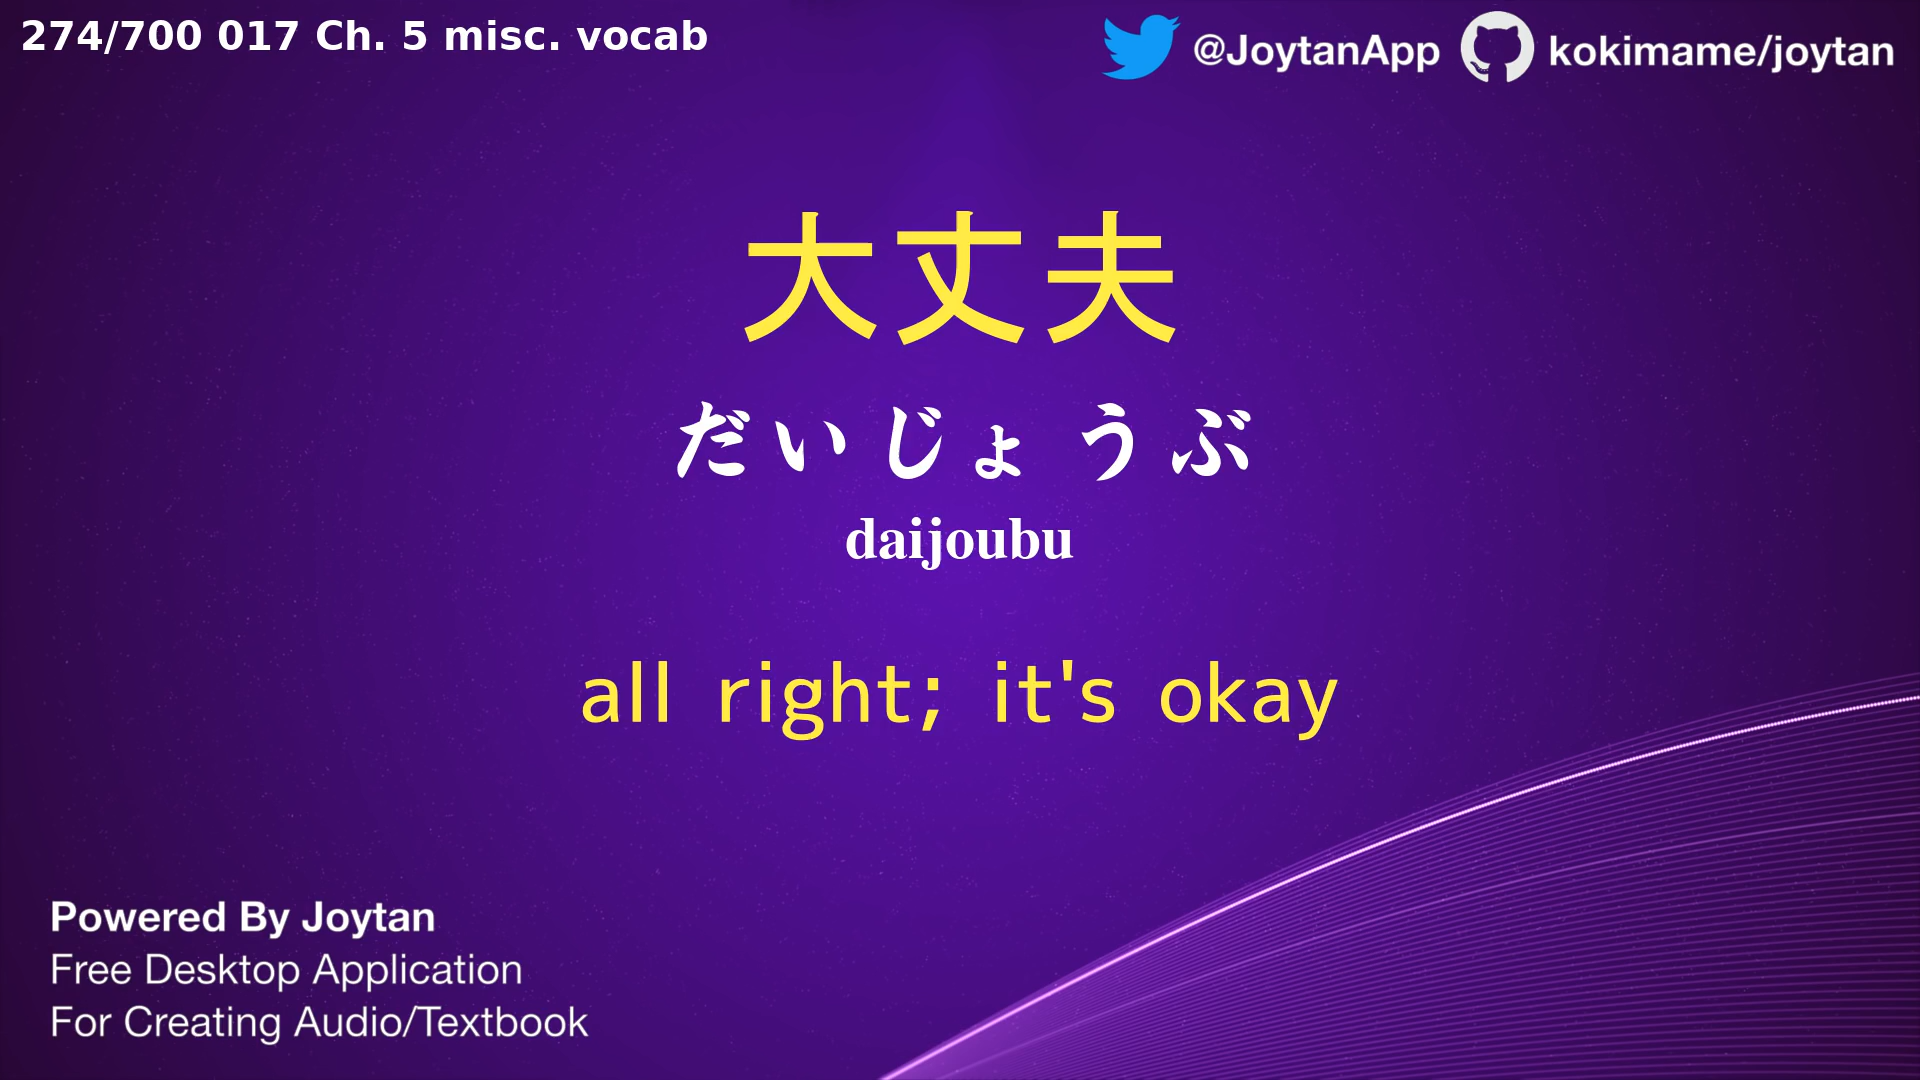 274/700 017 Ch. 5 misc. vocab
@JoytanApp
kokimame/joytan
大丈夫
だいじょうぶ
daijoubu
all right; it's okay
Powered By Joytan
Free Desktop Application
For Creating Audio/Textbook